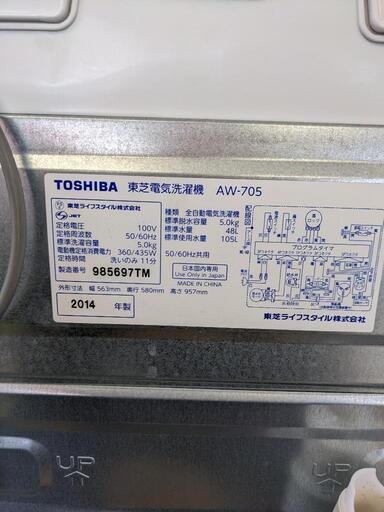 TOSHIBA 東芝電気洗濯機 AW-705
東芝ライフスタイル株式会社
JET
定格電圧 100V
定格周波数 50/60Hz
標準洗濯容量 5.0kg
電動機定格消費電力 360/435W
定格時間 洗いのみ 11分
製造番号 985697TM
外形寸法 幅 563mm 奥行 580mm 高さ 957mm
2014 年製
種類 全自動電気洗濯機
標準脱水容量 5.0kg
標準水量 48L
標準使用水量 105L
50/60Hz共用
日本国内専用
Use Only in Japan
MADE IN CHINA
配線図
プログラムタイマ
東芝ライフスタイル株式会社
UP
UP